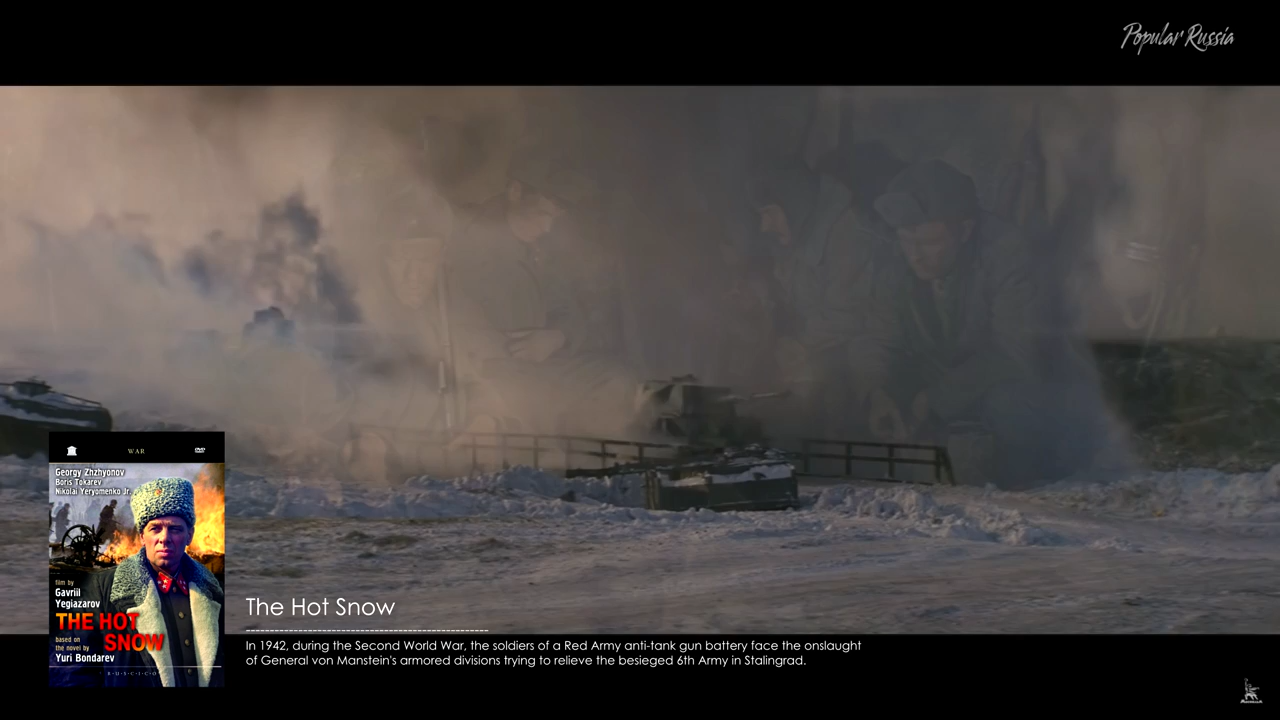 Popular Russia
WAR
DVD
Georgy Zhzhyonov
Boris Tokarev
Nikolai Yeryomenko Jr.
film by
Gavriil
Yegiazarov
THE HOT
SNOW
based on
the novel by
Yuri Bondarev
R·U·S·C·I·C·O
The Hot Snow
In 1942, during the Second World War, the soldiers of a Red Army anti-tank gun battery face the onslaught
of General von Manstein's armored divisions trying to relieve the besieged 6th Army in Stalingrad.